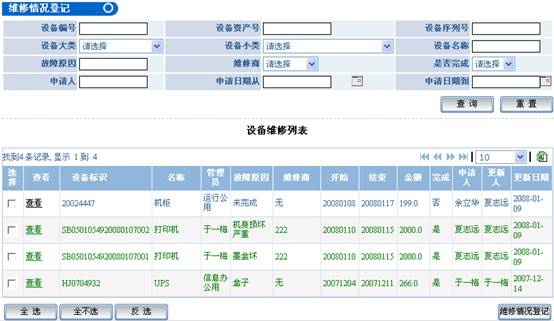 维修情况登记
设备编号 设备资产号 设备序列号
设备大类 请选择 设备小类 请选择 设备名称
故障原因 维修商 请选择 是否完成 请选择
申请人 申请日期从 申请日期到
查 询 重 置
设备维修列表
找到4条记录, 显示 1 到 4 10
选择 查看 设备标识 名称 管理员 故障原因 维修商 开始 结束 金额 完成 申请人 更新人 更新日期
查看 20024447 机柜 运行公用 未完成 无 20080108 20080117 199.0 否 余立华 夏志远 2008-01-09
查看 SB0501054920080107002 打印机 于一梅 机身损坏严重 222 20080110 20080115 2000.0 是 夏志远 夏志远 2008-01-09
查看 SB0501054920080107001 打印机 于一梅 墨盒坏 222 20080110 20080115 2000.0 是 夏志远 夏志远 2008-01-09
查看 HJ0704932 UPS 信息办公用 盒子 无 20071204 20071211 266.0 是 于一梅 于一梅 2007-12-14
全 选 全不选 反 选 维修情况登记